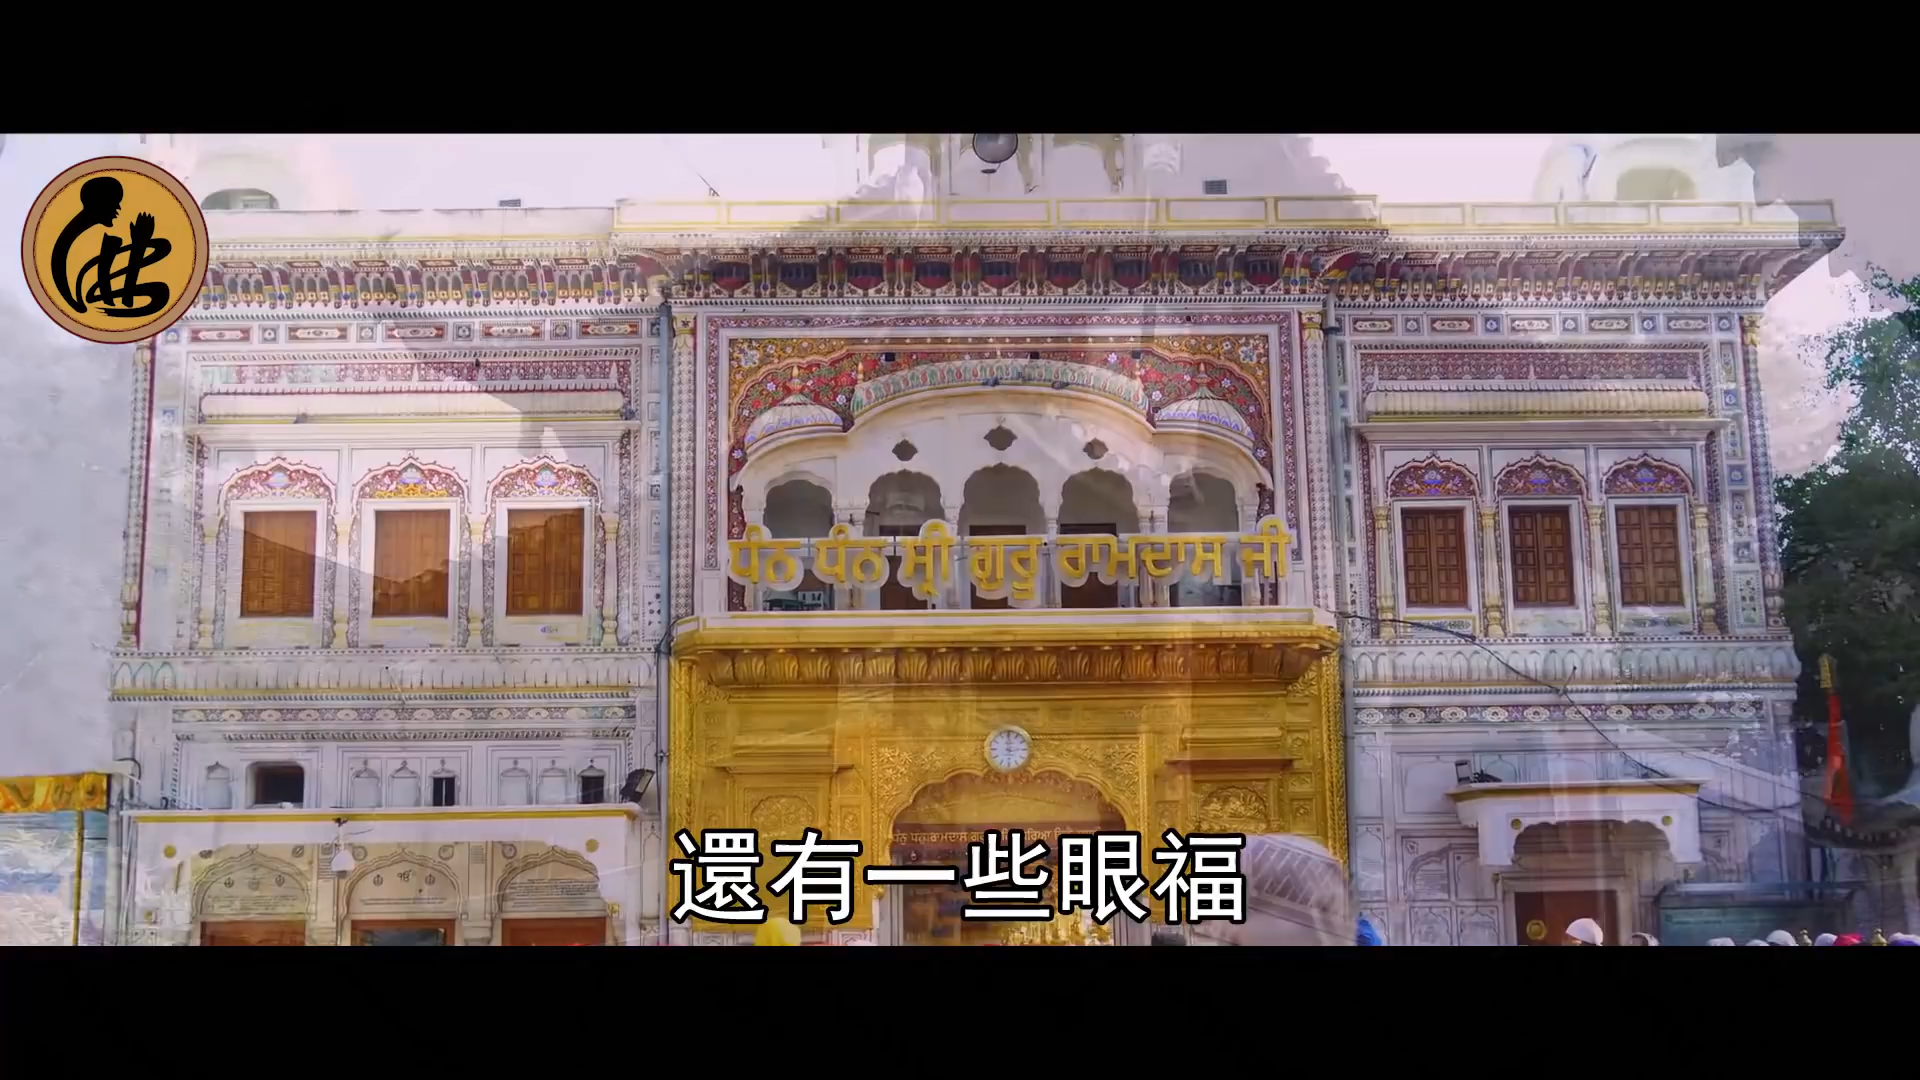 ਧੰਨ ਧੰਨ ਸ੍ਰੀ ਗੁਰੂ ਰਾਮਦਾਸ ਜੀ
還有一些眼福